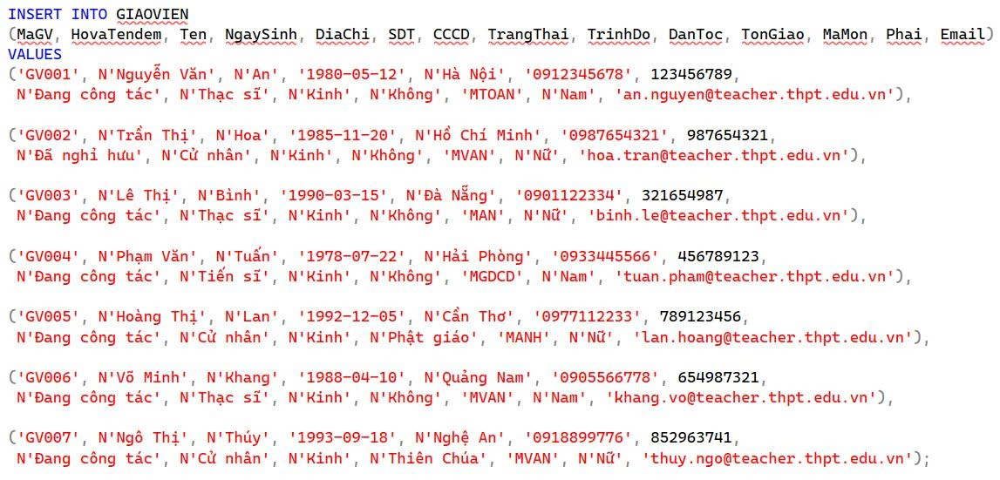 INSERT INTO GIAOVIEN
(MaGV, HovaTendem, Ten, NgaySinh, DiaChi, SDT, CCCD, TrangThai, TrinhDo, DanToc, TonGiao, MaMon, Phai, Email)
VALUES
('GV001', N'Nguyễn Văn', N'An', '1980-05-12', N'Hà Nội', '0912345678', 123456789,
N'Đang công tác', N'Thạc sĩ', N'Kinh', N'Không', 'MTOAN', N'Nam', 'an.nguyen@teacher.thpt.edu.vn'),
('GV002', N'Trần Thị', N'Hoa', '1985-11-20', N'Hồ Chí Minh', '0987654321', 987654321,
N'Đã nghỉ hưu', N'Cử nhân', N'Kinh', N'Không', 'MVAN', N'Nữ', 'hoa.tran@teacher.thpt.edu.vn'),
('GV003', N'Lê Thị', N'Bình', '1990-03-15', N'Đà Nẵng', '0901122334', 321654987,
N'Đang công tác', N'Thạc sĩ', N'Kinh', N'Không', 'MAN', N'Nữ', 'binh.le@teacher.thpt.edu.vn'),
('GV004', N'Phạm Văn', N'Tuấn', '1978-07-22', N'Hải Phòng', '0933445566', 456789123,
N'Đang công tác', N'Tiến sĩ', N'Kinh', N'Không', 'MGDCD', N'Nam', 'tuan.pham@teacher.thpt.edu.vn'),
('GV005', N'Hoàng Thị', N'Lan', '1992-12-05', N'Cần Thơ', '0977112233', 789123456,
N'Đang công tác', N'Cử nhân', N'Kinh', N'Phật giáo', 'MANH', N'Nữ', 'lan.hoang@teacher.thpt.edu.vn'),
('GV006', N'Võ Minh', N'Khang', '1988-04-10', N'Quảng Nam', '0905566778', 654987321,
N'Đang công tác', N'Thạc sĩ', N'Kinh', N'Không', 'MVAN', N'Nam', 'khang.vo@teacher.thpt.edu.vn'),
('GV007', N'Ngô Thị', N'Thúy', '1993-09-18', N'Nghệ An', '0918899776', 852963741,
N'Đang công tác', N'Cử nhân', N'Kinh', N'Thiên Chúa', 'MVAN', N'Nữ', 'thuy.ngo@teacher.thpt.edu.vn');